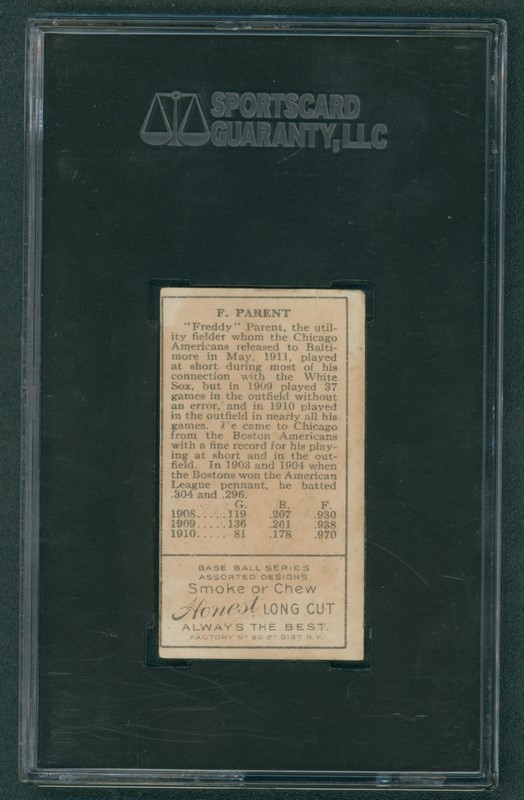 SPORTSCARD
GUARANTY, LLC
F. PARENT
"Freddy" Parent, the util-
ity fielder whom the Chicago
Americans released to Balti-
more in May, 1911, played
at short during most of his
connection with the White
Sox, but in 1909 played 37
games in the outfield without
an error, and in 1910 played
in the outfield in nearly all his
games. He came to Chicago
from the Boston Americans
with a fine record for his play-
ing at short and in the out-
field. In 1903 and 1904 when
the Bostons won the American
League pennant, he batted
.304 and .296.
G. B. F.
1908.....119 .207 .930
1909.....136 .261 .938
1910..... 81 .178 .970
BASE BALL SERIES
ASSORTED DESIGNS
Smoke or Chew
Honest LONG CUT
ALWAYS THE BEST.
FACTORY Nº 60, 2ᴰ DIST. N.Y.